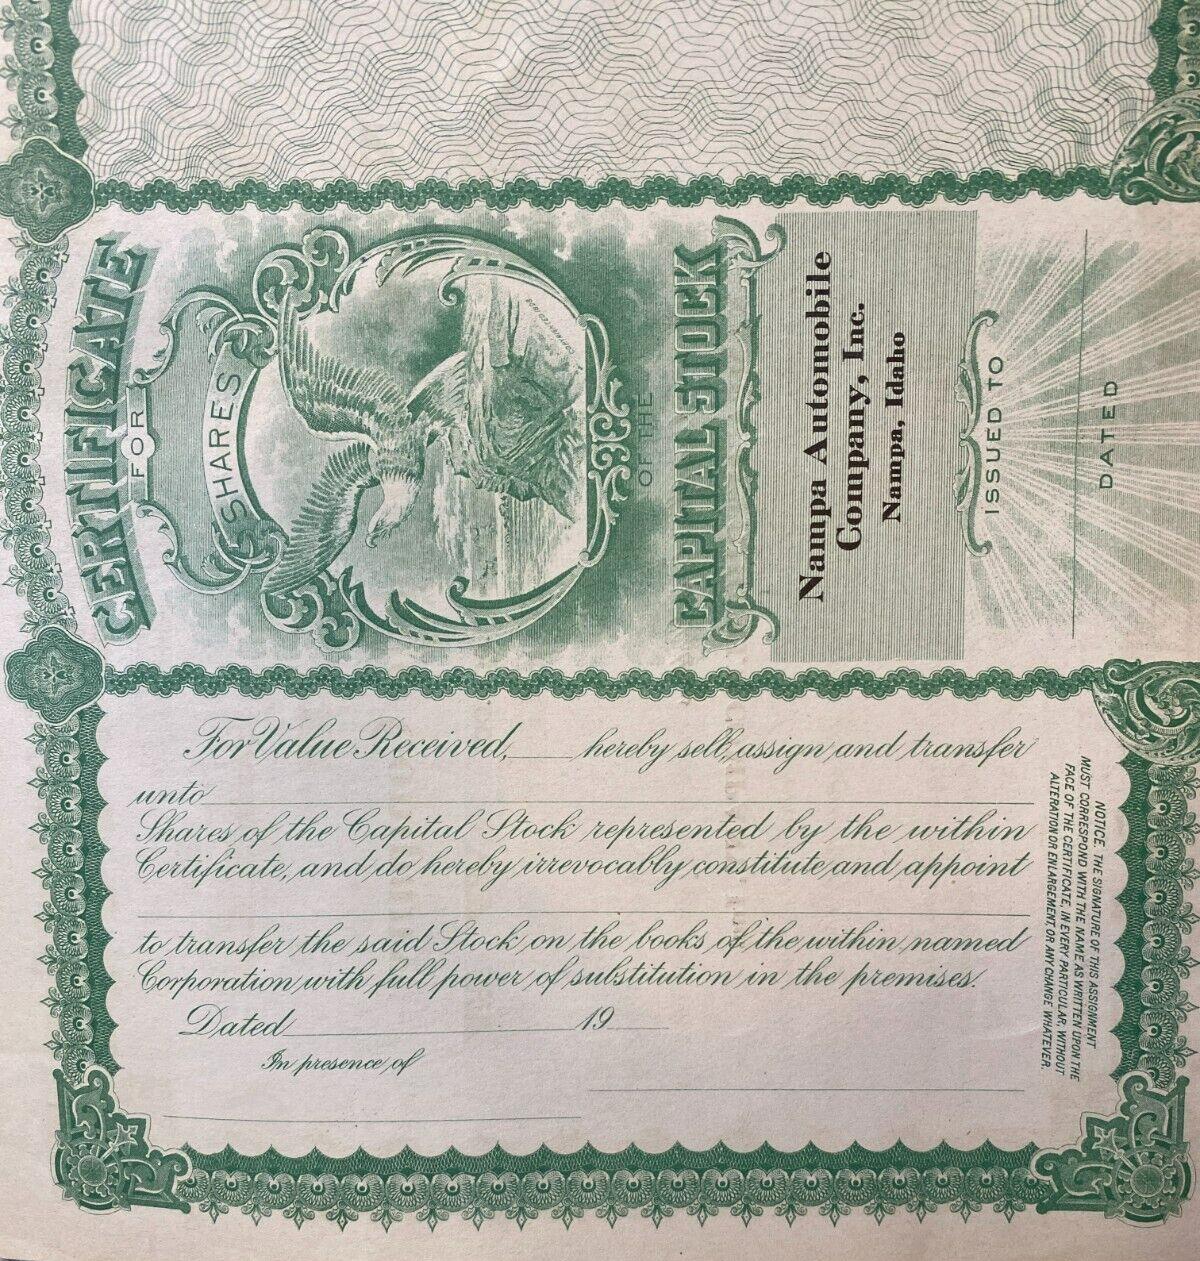 CERTIFICATE
FOR
SHARES
OF THE
CAPITAL STOCK
Nampa Automobile
Company, Inc.
Nampa, Idaho
ISSUED TO
DATED
For Value Received, hereby sell, assign and transfer
unto
Shares of the Capital Stock represented by the within
Certificate, and do hereby irrevocably constitute and appoint
to transfer the said Stock on the books of the within named
Corporation with full power of substitution in the premises.
Dated 19
In presence of
NOTICE. THE SIGNATURE OF THIS ASSIGNMENT
MUST CORRESPOND WITH THE NAME AS WRITTEN UPON THE
FACE OF THE CERTIFICATE, IN EVERY PARTICULAR, WITHOUT
ALTERATION OR ENLARGEMENT, OR ANY CHANGE WHATEVER.